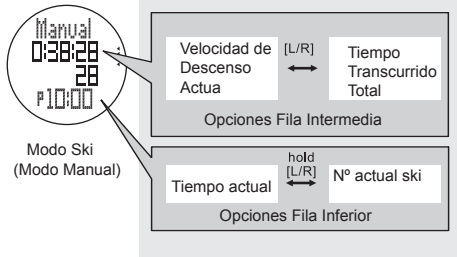 Manual
0:38:28
28
P10:00
Modo Ski
(Modo Manual)
Velocidad de
Descenso
Actua
[L/R]
Tiempo
Transcurrido
Total
Opciones Fila Intermedia
Tiempo actual
hold
[L/R]
Nº actual ski
Opciones Fila Inferior